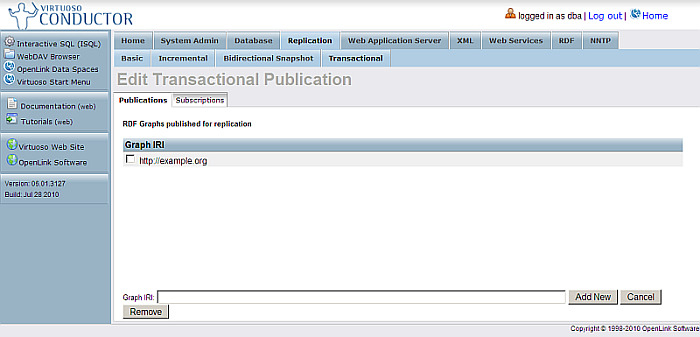 VIRTUOSO
CONDUCTOR
logged in as dba | Log out | Home
Interactive SQL (ISQL)
WebDAV Browser
OpenLink Data Spaces
Virtuoso Start Menu
Documentation (web)
Tutorials (web)
Virtuoso Web Site
OpenLink Software
Version: 06.01.3127
Build: Jul 28 2010
Home System Admin Database Replication Web Application Server XML Web Services RDF NNTP
Basic Incremental Bidirectional Snapshot Transactional
Edit Transactional Publication
Publications Subscriptions
RDF Graphs published for replication
Graph IRI
http://example.org
Graph IRI: Add New Cancel
Remove
Copyright © 1998-2010 OpenLink Software